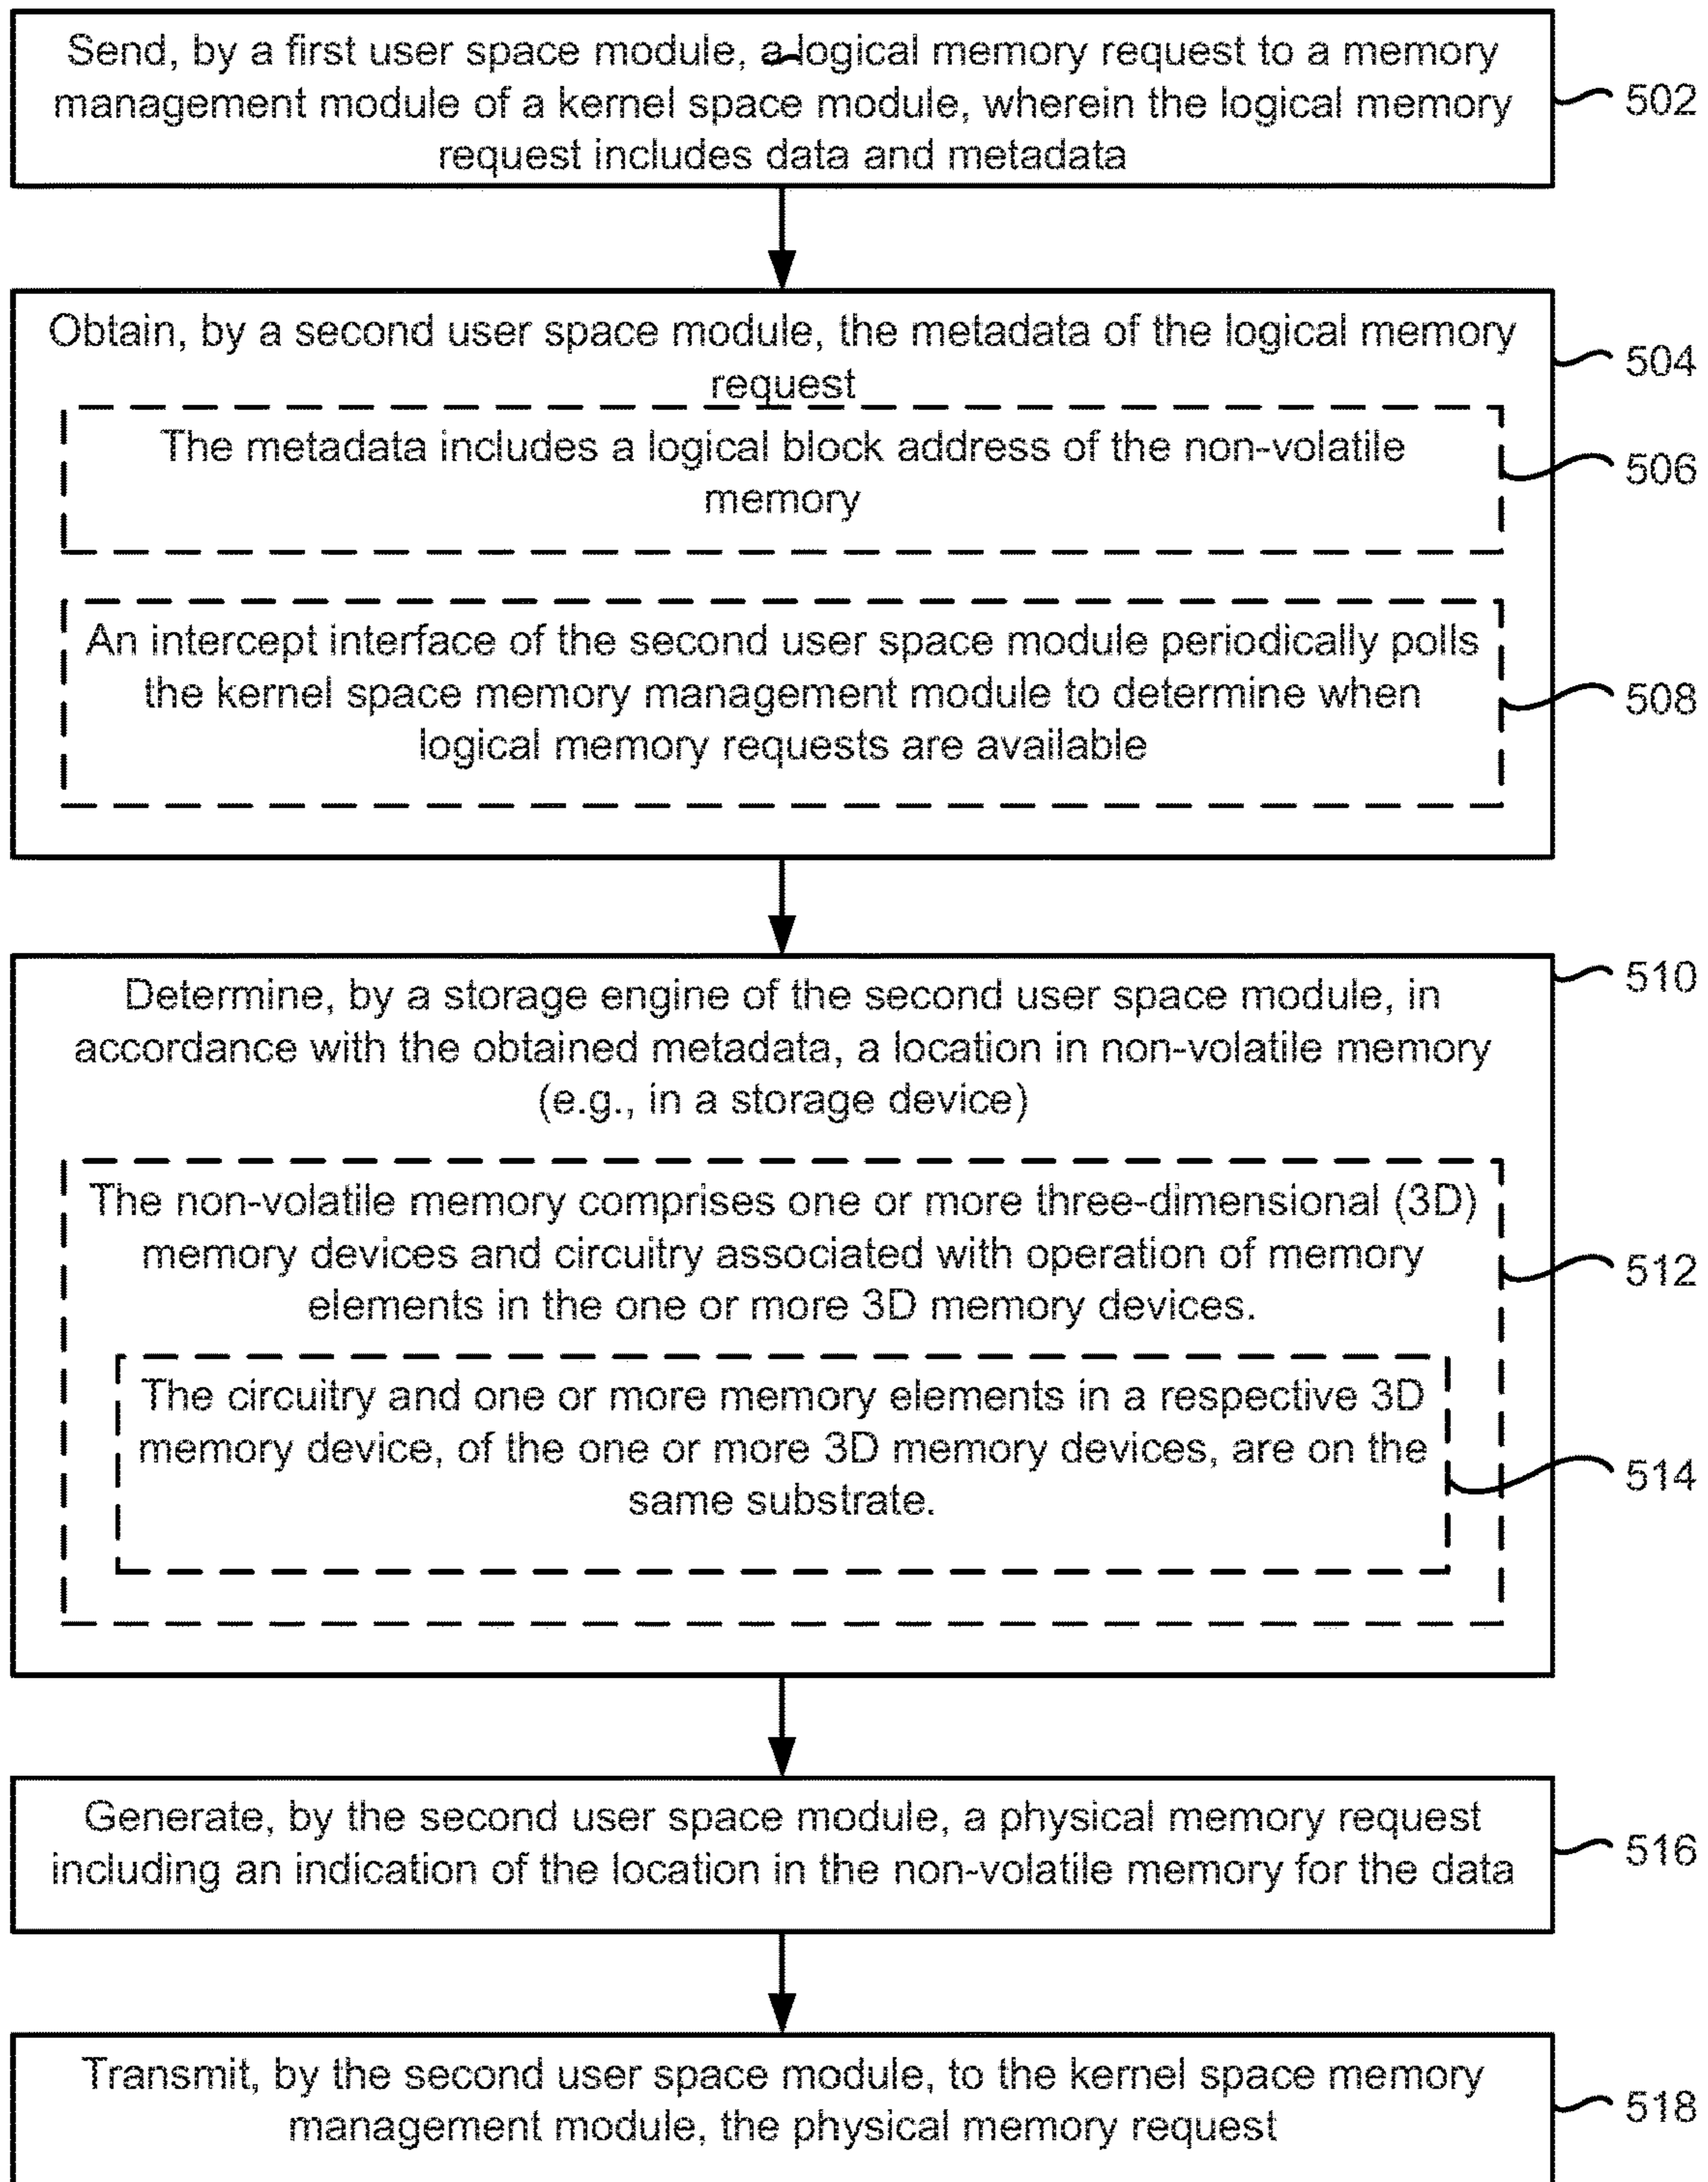 Send, by a first user space module, a logical memory request to a memory
management module of a kernel space module, wherein the logical memory
request includes data and metadata
502
Obtain, by a second user space module, the metadata of the logical memory
request
504
The metadata includes a logical block address of the non-volatile
memory
506
An intercept interface of the second user space module periodically polls
the kernel space memory management module to determine when
logical memory requests are available
508
Determine, by a storage engine of the second user space module, in
accordance with the obtained metadata, a location in non-volatile memory
(e.g., in a storage device)
510
The non-volatile memory comprises one or more three-dimensional (3D)
memory devices and circuitry associated with operation of memory
elements in the one or more 3D memory devices.
512
The circuitry and one or more memory elements in a respective 3D
memory device, of the one or more 3D memory devices, are on the
same substrate.
514
Generate, by the second user space module, a physical memory request
including an indication of the location in the non-volatile memory for the data
516
Transmit, by the second user space module, to the kernel space memory
management module, the physical memory request
518